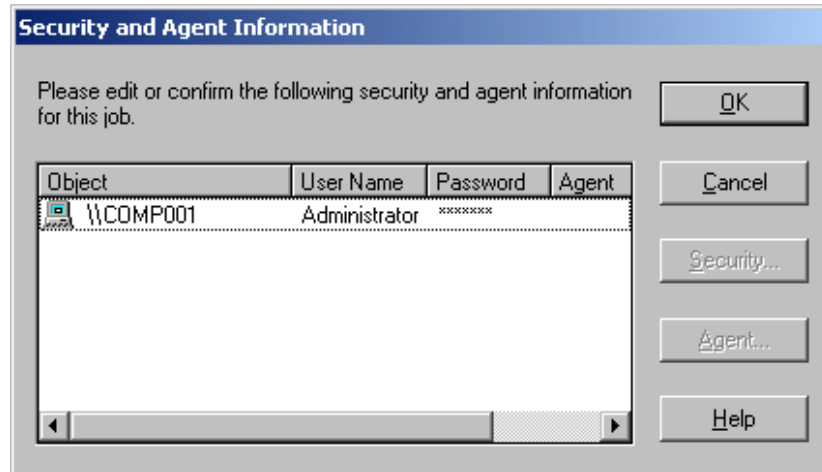 Security and Agent Information
Please edit or confirm the following security and agent information
for this job.
OK
Object User Name Password Agent
Cancel
\\COMP001 Administrator *******
Security...
Agent...
Help